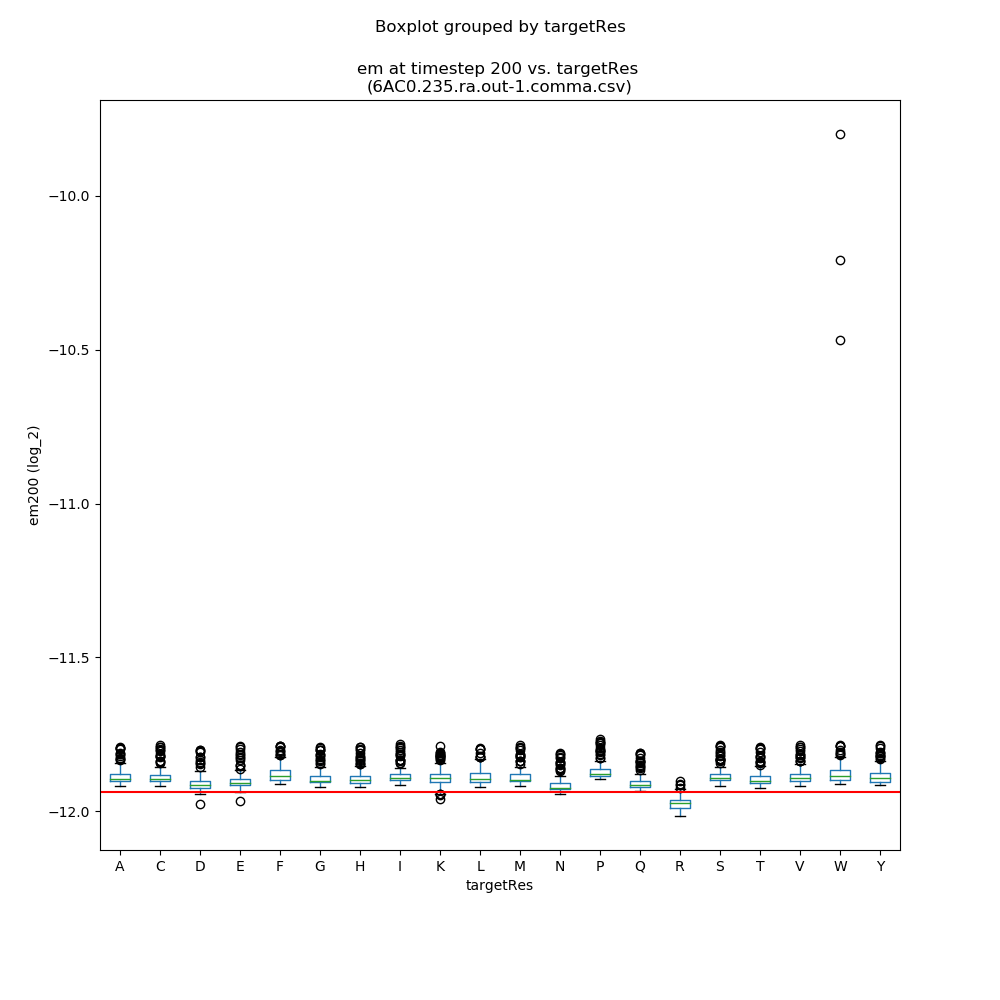 Boxplot grouped by targetRes
em at timestep 200 vs. targetRes
(6AC0.235.ra.out-1.comma.csv)
em200 (log_2)
−10.0
−10.5
−11.0
−11.5
−12.0
A C D E F G H I K L M N P Q R S T V W Y
targetRes